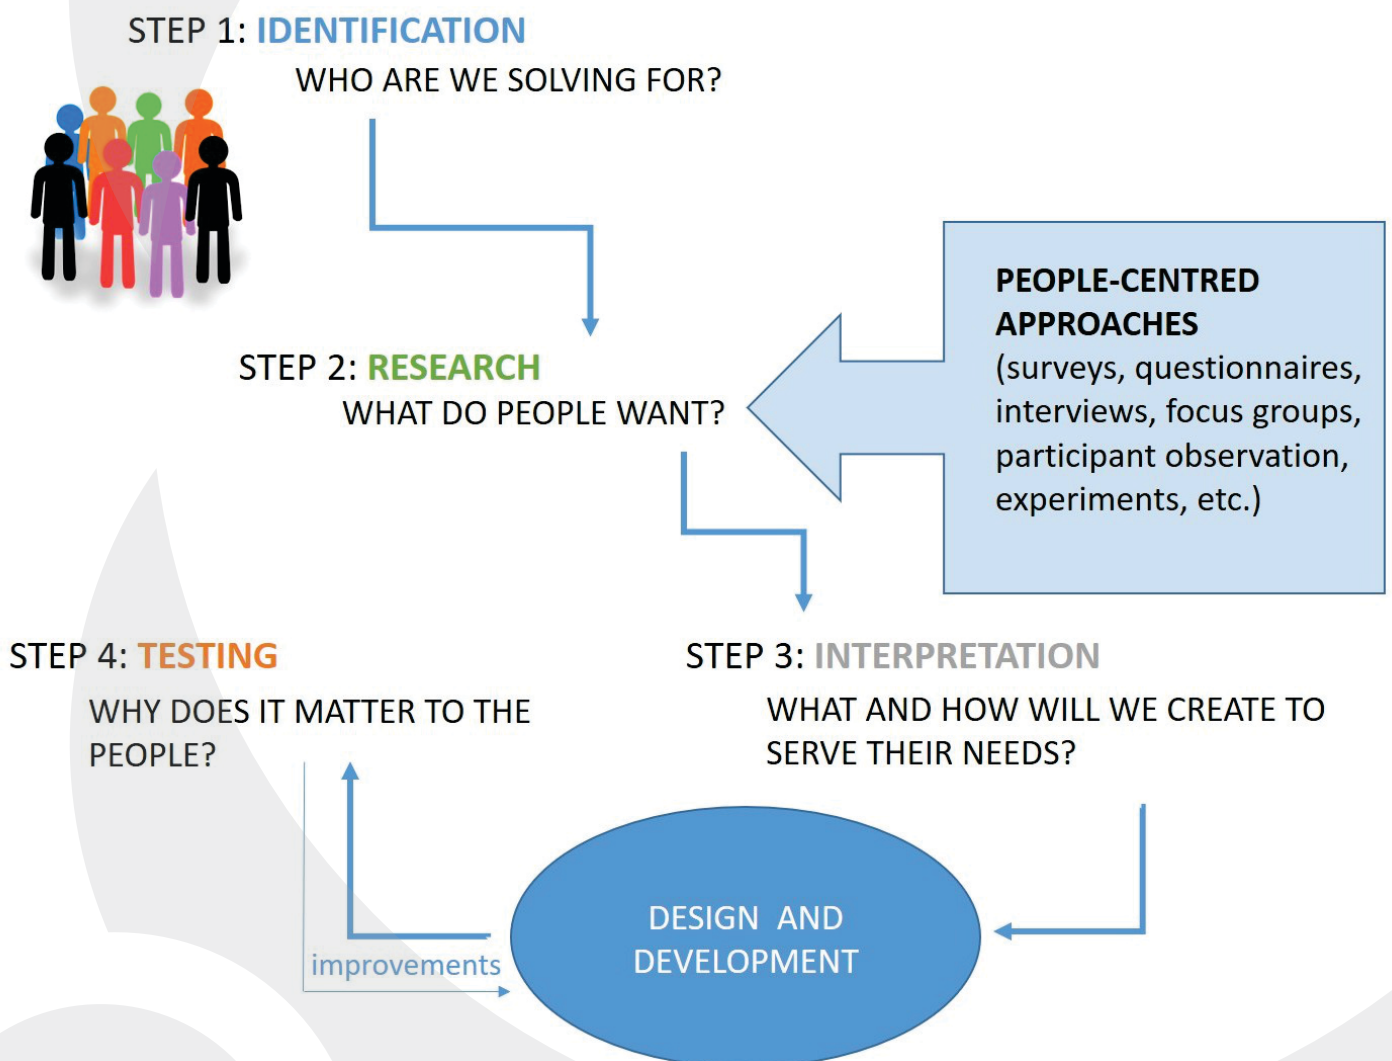 STEP 1: IDENTIFICATION
WHO ARE WE SOLVING FOR?
STEP 2: RESEARCH
WHAT DO PEOPLE WANT?
PEOPLE-CENTRED
APPROACHES
(surveys, questionnaires,
interviews, focus groups,
participant observation,
experiments, etc.)
STEP 3: INTERPRETATION
WHAT AND HOW WILL WE CREATE TO
SERVE THEIR NEEDS?
STEP 4: TESTING
WHY DOES IT MATTER TO THE
PEOPLE?
DESIGN AND
DEVELOPMENT
improvements